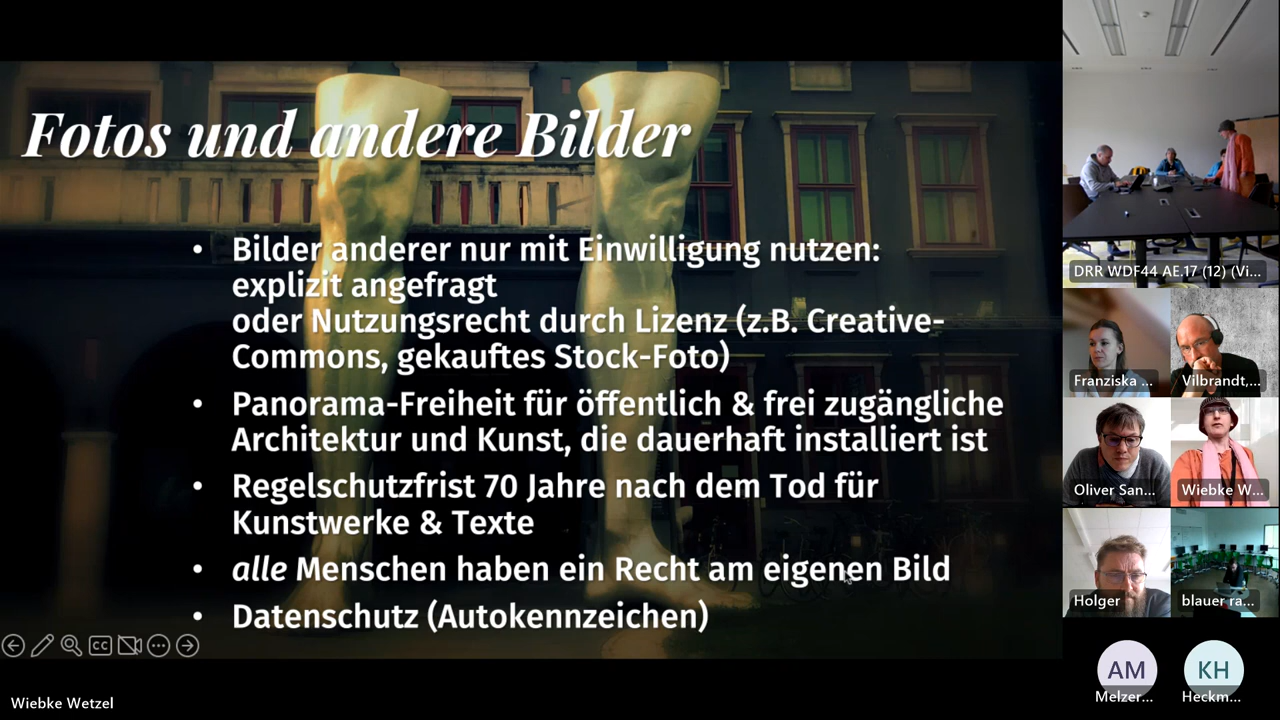 Fotos und andere Bilder
• Bilder anderer nur mit Einwilligung nutzen:
explizit angefragt
oder Nutzungsrecht durch Lizenz (z.B. Creative-
Commons, gekauftes Stock-Foto)
• Panorama-Freiheit für öffentlich & frei zugängliche
Architektur und Kunst, die dauerhaft installiert ist
• Regelschutzfrist 70 Jahre nach dem Tod für
Kunstwerke & Texte
• alle Menschen haben ein Recht am eigenen Bild
• Datenschutz (Autokennzeichen)
CC
Wiebke Wetzel
DRR WDF44 AE.17 (12) (Vi...
Franziska ...
Vilbrandt,...
Oliver San...
Wiebke W...
Holger
blauer ra...
AM
Melzer...
KH
Heckm...